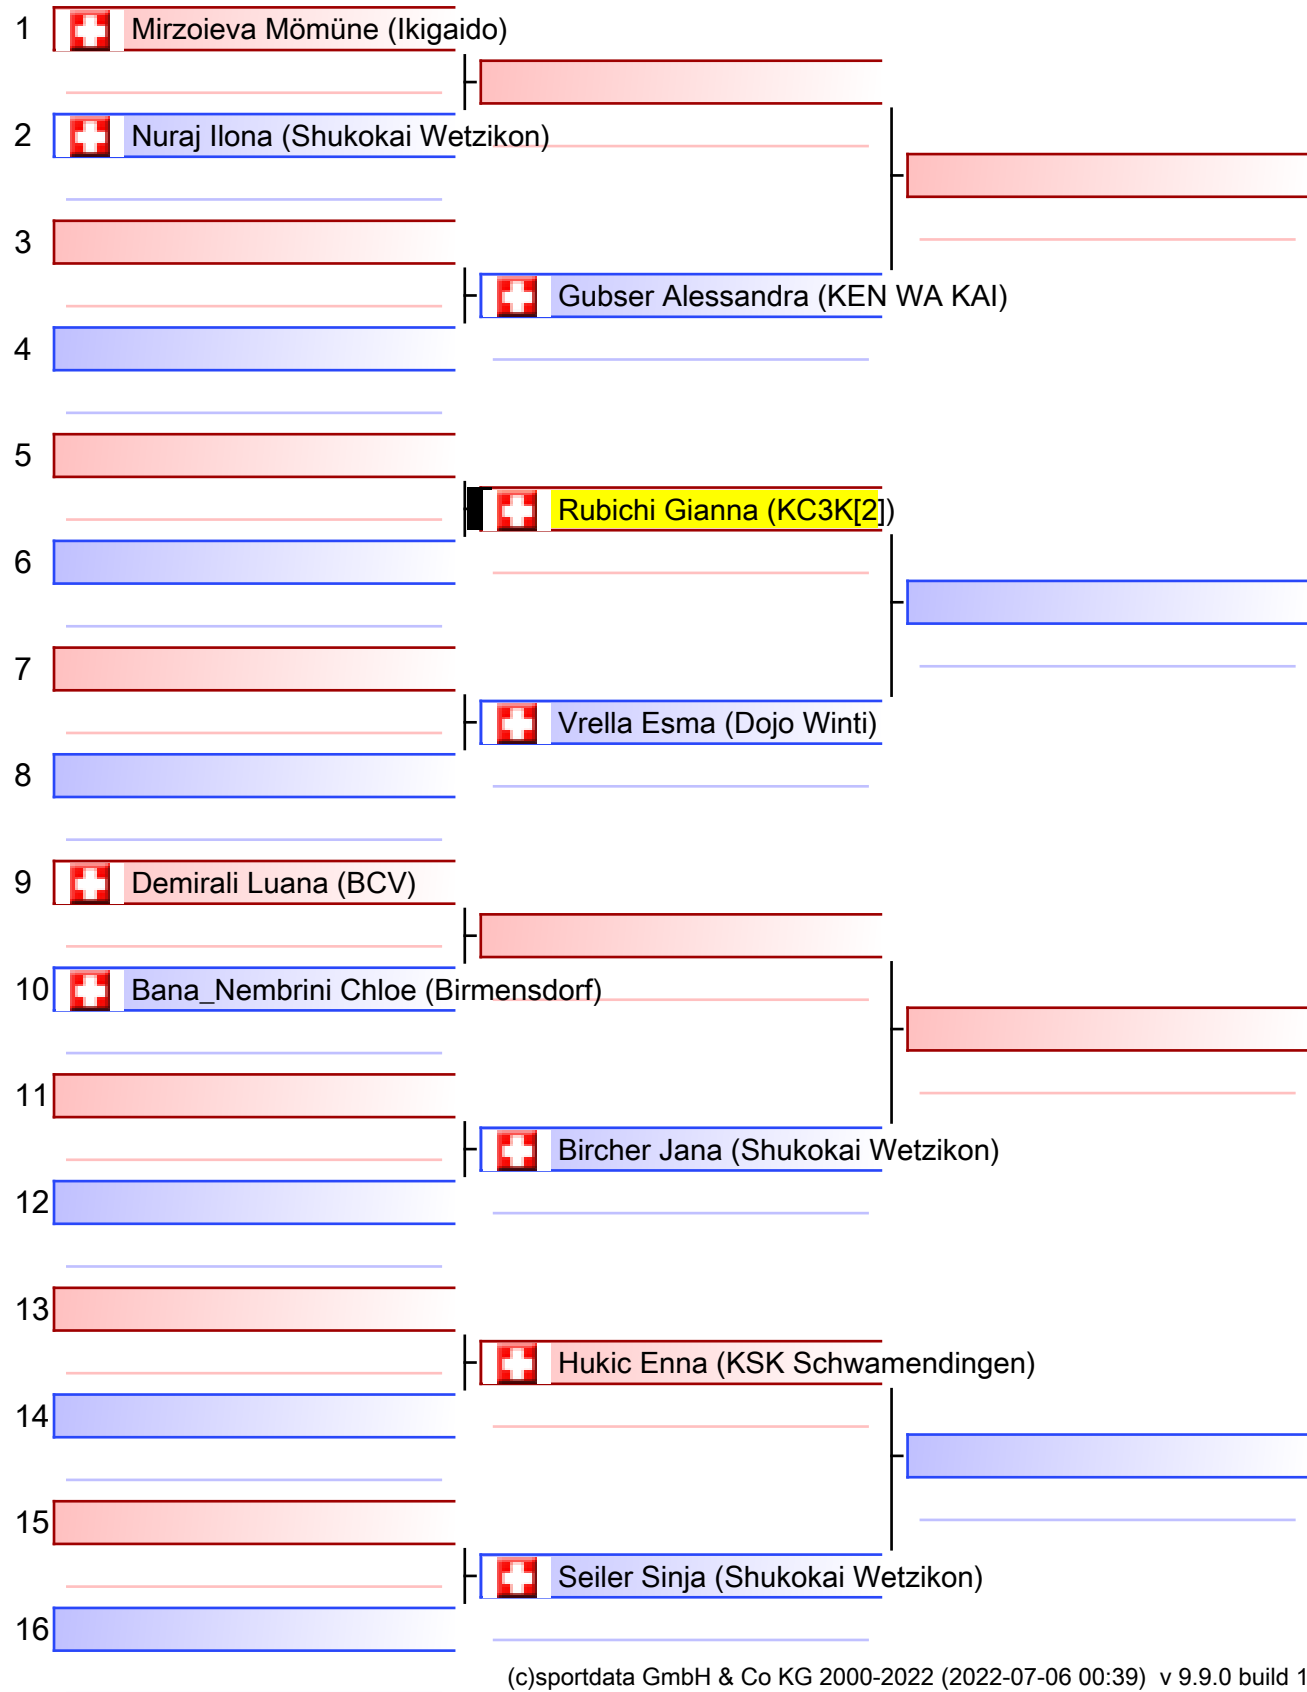 1 Mirzoieva Mömüne (Ikigaido)
2 Nuraj Ilona (Shukokai Wetzikon)
3
Gubser Alessandra (KEN WA KAI)
4
5
Rubichi Gianna (KC3K[2])
6
7
Vrella Esma (Dojo Winti)
8
9 Demirali Luana (BCV)
10 Bana_Nembrini Chloe (Birmensdorf)
11
Bircher Jana (Shukokai Wetzikon)
12
13
Hukic Enna (KSK Schwamendingen)
14
15
Seiler Sinja (Shukokai Wetzikon)
16
(c)sportdata GmbH & Co KG 2000-2022 (2022-07-06 00:39) v 9.9.0 build 1